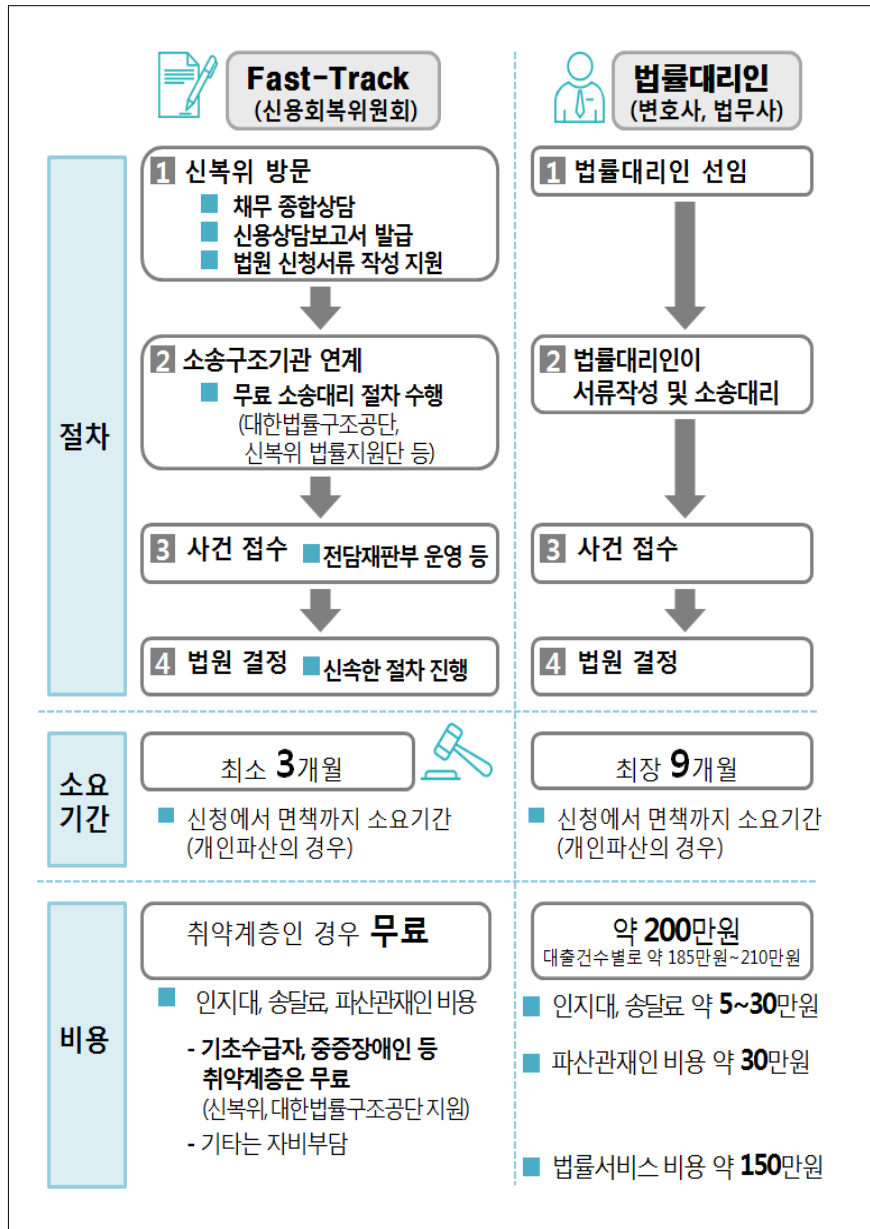 Fast-Track
(신용회복위원회)
법률대리인
(변호사, 법무사)
절차
1 신복위 방문
채무 종합상담
신용상담보고서 발급
법원 신청서류 작성 지원
2 소송구조기관 연계
무료 소송대리 절차 수행
(대한법률구조공단,
신복위 법률지원단 등)
3 사건 접수 전담재판부 운영 등
4 법원 결정 신속한 절차 진행
1 법률대리인 선임
2 법률대리인이
서류작성 및 소송대리
3 사건 접수
4 법원 결정
소요
기간
최소 3개월
신청에서 면책까지 소요기간
(개인파산의 경우)
최장 9개월
신청에서 면책까지 소요기간
(개인파산의 경우)
비용
취약계층인 경우 무료
인지대, 송달료, 파산관재인 비용
- 기초수급자, 중증장애인 등
취약계층은 무료
(신복위, 대한법률구조공단 지원)
- 기타는 자비부담
약 200만원
대출건수별로 약 185만원~210만원
인지대, 송달료 약 5~30만원
파산관재인 비용 약 30만원
법률서비스 비용 약 150만원